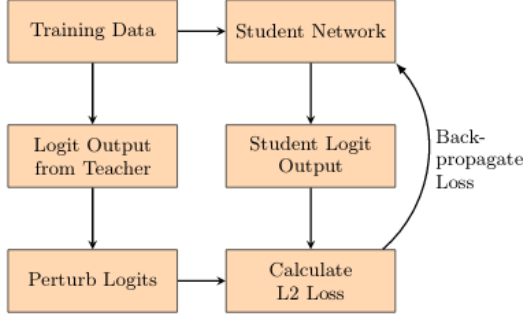 Training Data
Student Network
Logit Output
from Teacher
Student Logit
Output
Back-
propagate
Loss
Perturb Logits
Calculate
L2 Loss